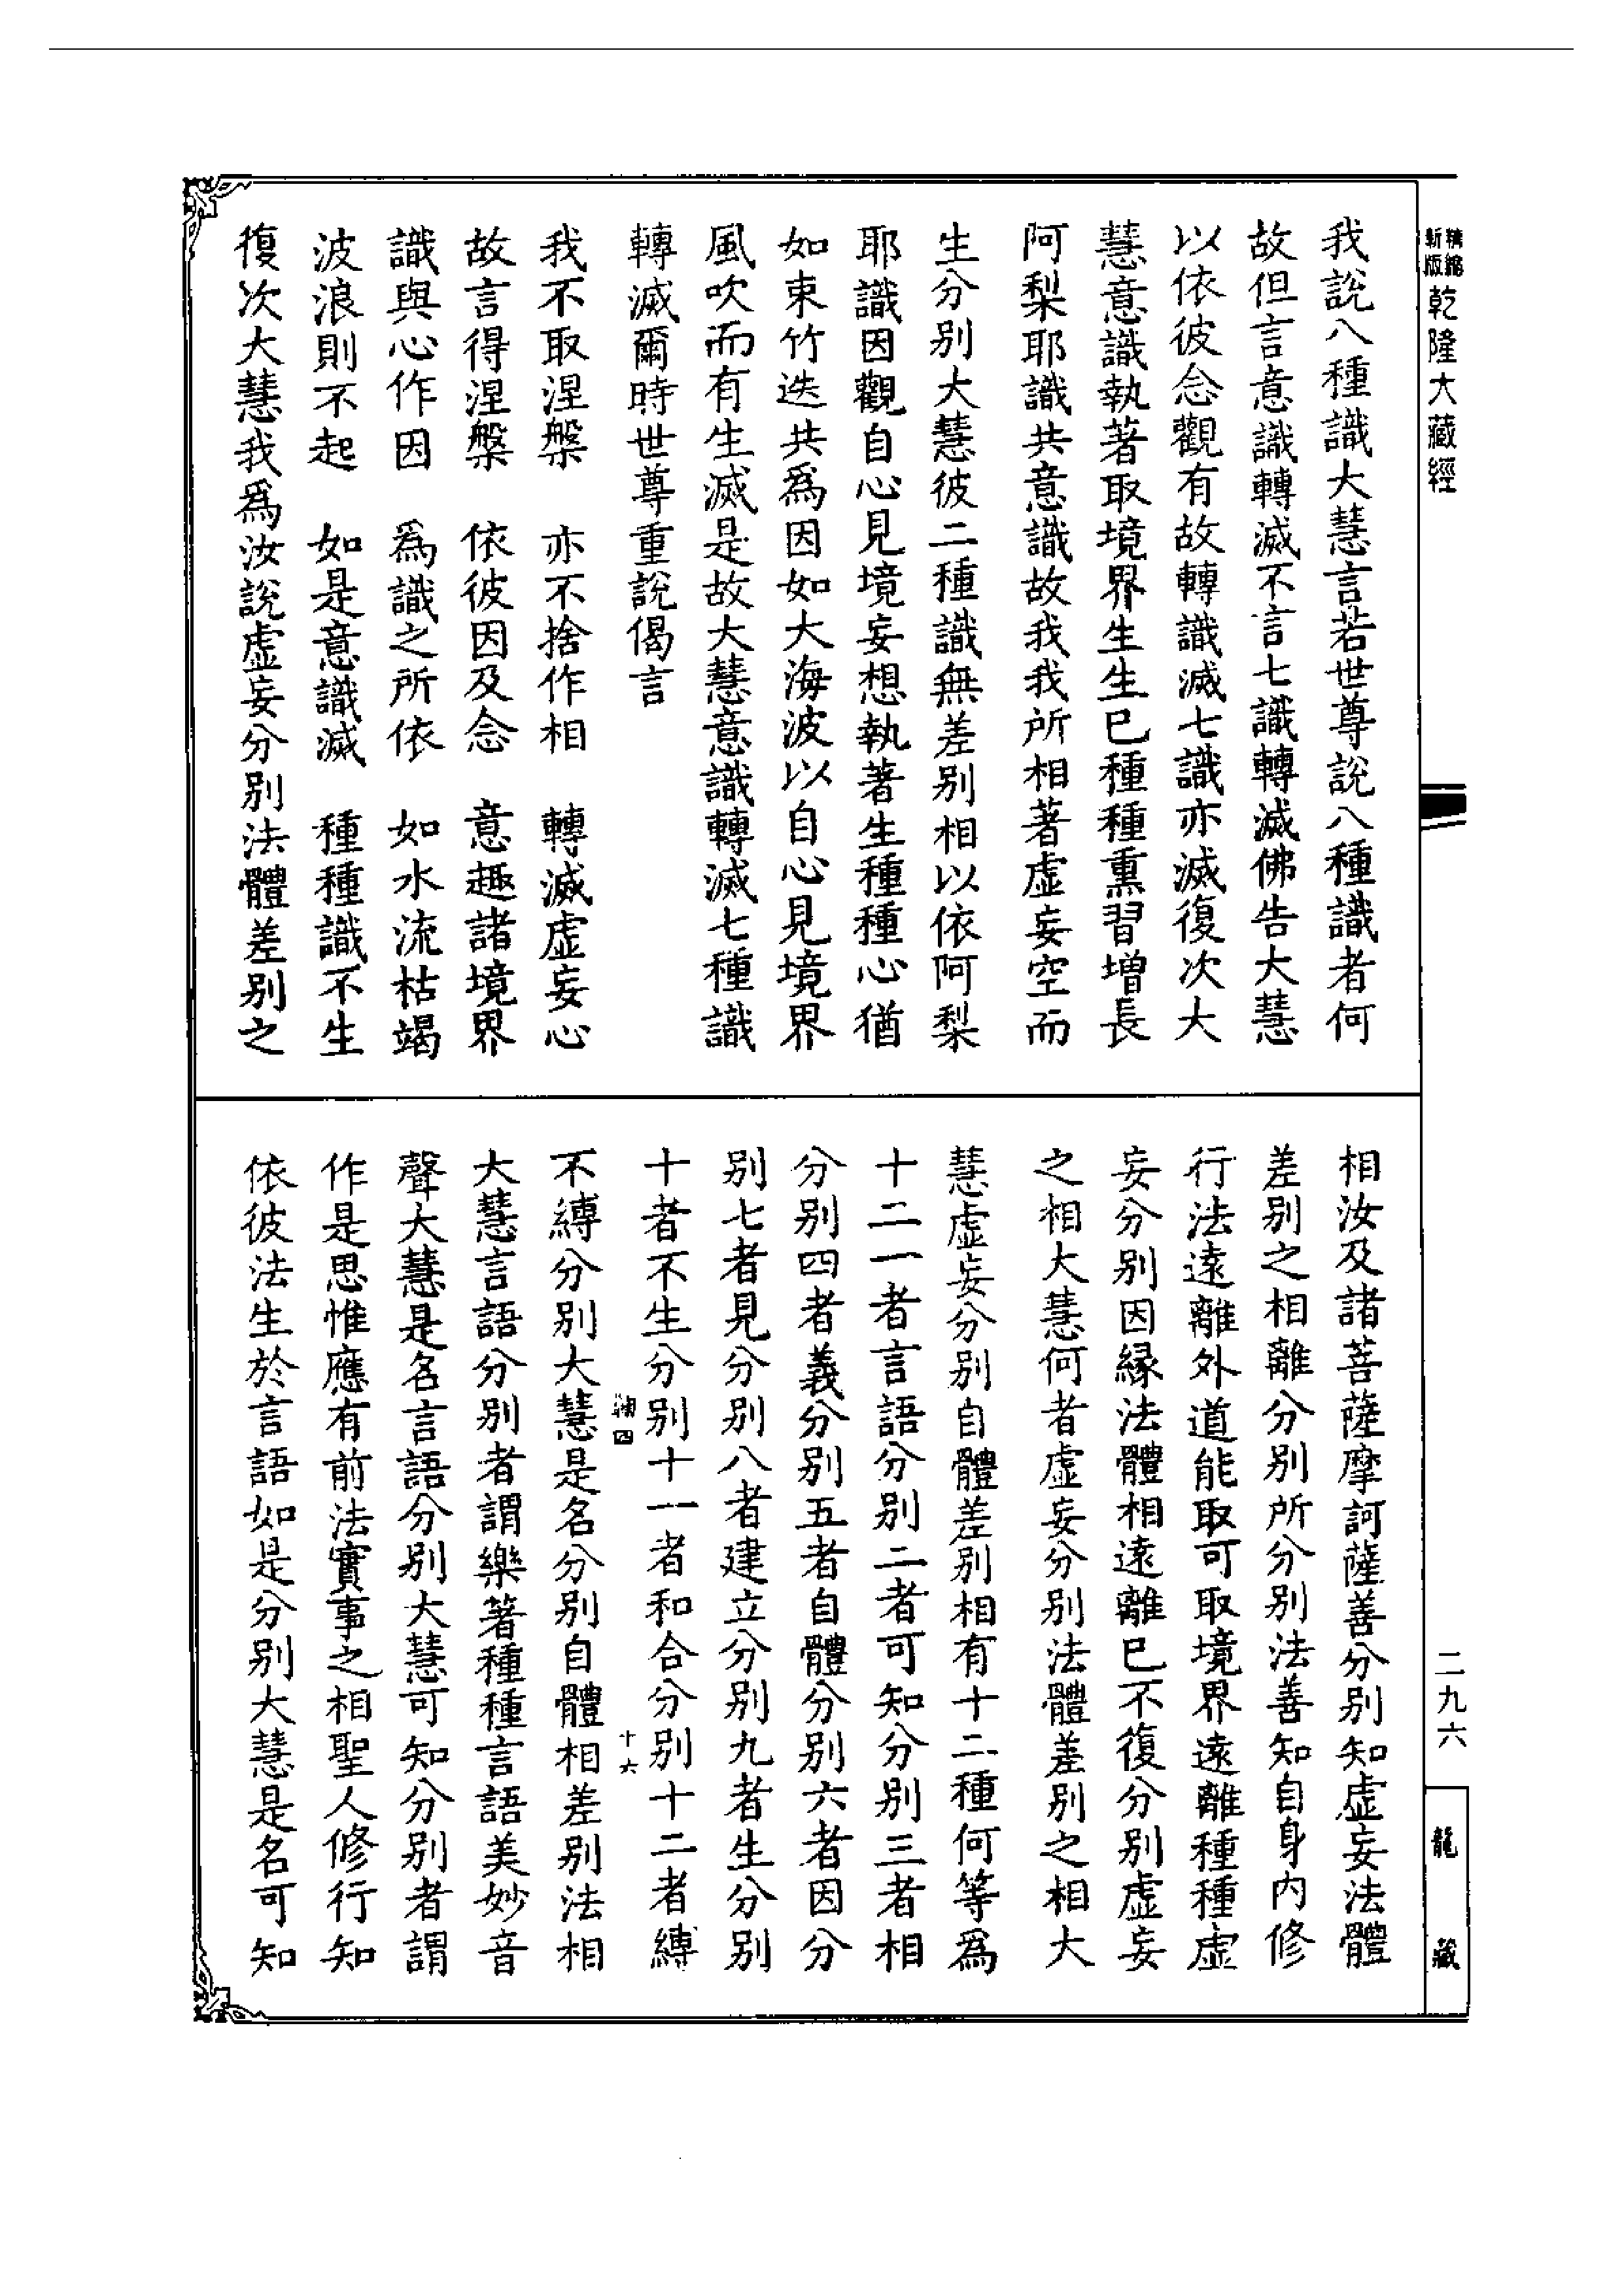 精縮
新版
乾隆大藏經
我說八種識大慧言若世尊說八種識者何
故但言意識轉滅不言七識轉滅佛告大慧
以依彼念觀有故轉識滅七識亦滅復次大
慧意識執著取境界生生已種種熏習增長
阿梨耶識共意識故我我所相著虛妄空而
生分別大慧彼二種識無差別相以依阿梨
耶識因觀自心見境妄想執著生種種心猶
如束竹迭共爲因如大海波以自心見境界
風吹而有生滅是故大慧意識轉滅七種識
轉滅爾時世尊重說偈言
我不取涅槃　亦不捨作相　轉滅虛妄心
故言得涅槃　依彼因及念　意趣諸境界
識與心作因　爲識之所依　如水流枯竭
波浪則不起　如是意識滅　種種識不生
復次大慧我爲汝說虛妄分別法體差別之
相汝及諸菩薩摩訶薩善分別知虛妄法體
差別之相離分別所分別法善知自身內修
行法遠離外道能取可取境界遠離種種虛
妄分別因緣法體相遠離已不復分別虛妄
之相大慧何者虛妄分別法體差別之相大
慧虛妄分別自體差別相有十二種何等爲
十二一者言語分別二者可知分別三者相
分別四者義分別五者自體分別六者因分
別七者見分別八者建立分別九者生分別
十者不生分別十一者和合分別十二者縛
十六
不縛分別大慧是名分別自體相差別法相
大慧言語分別者謂樂著種種言語美妙音
聲大慧是名言語分別大慧可知分別者謂
作是思惟應有前法實事之相聖人修行知
依彼法生於言語如是分別大慧是名可知
二九六
龍藏